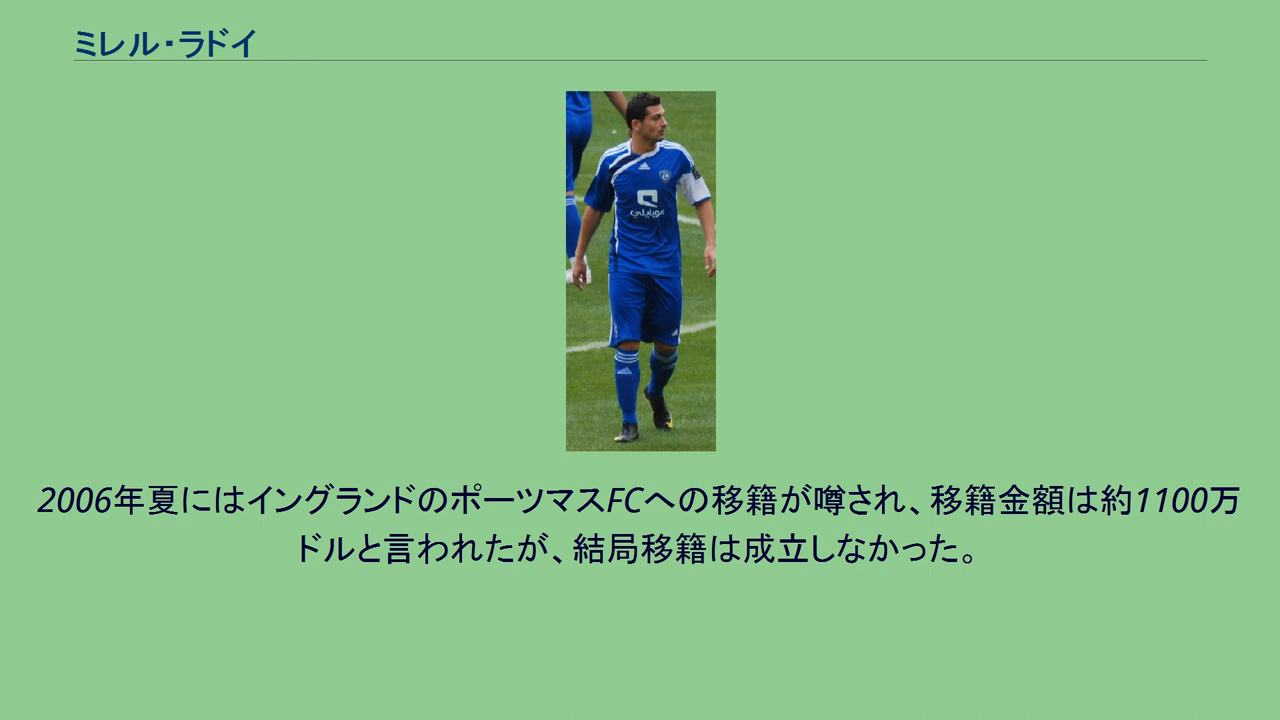 ミレル・ラドイ
موبايلي
2006年夏にはイングランドのポーツマスFCへの移籍が噂され、移籍金額は約1100万
ドルと言われたが、結局移籍は成立しなかった。